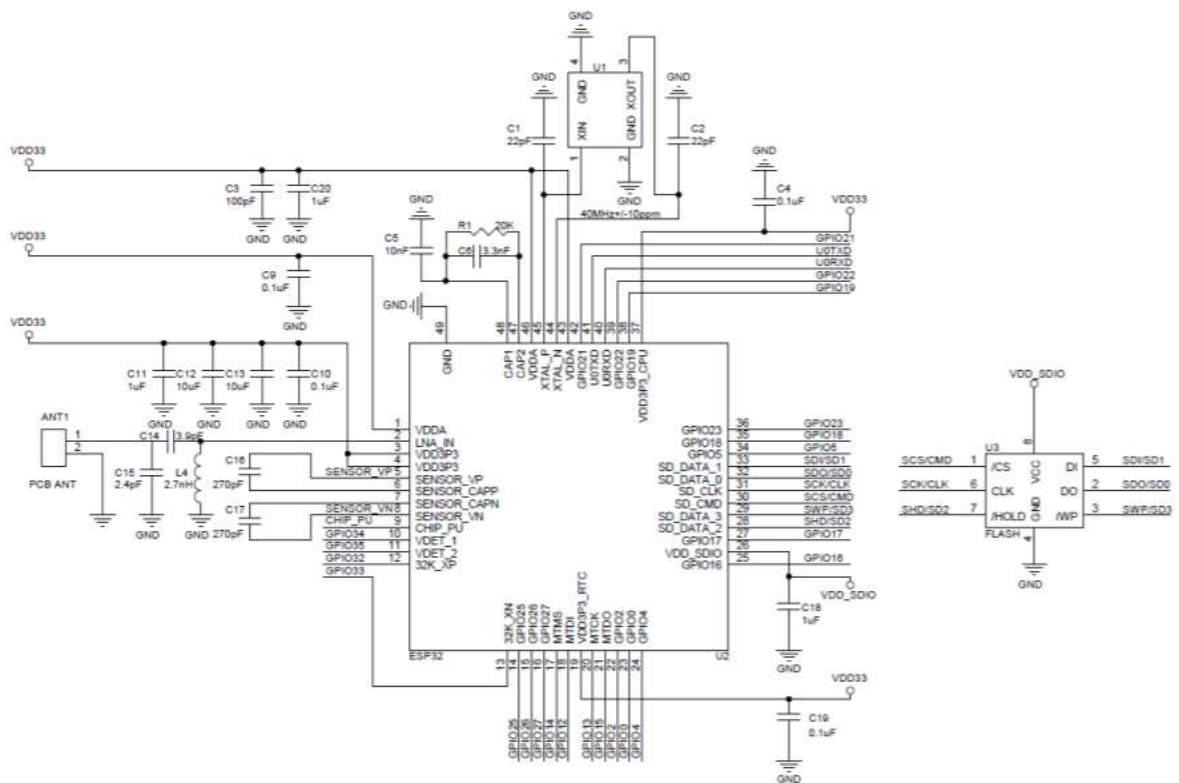 GND
GND
GND
U1
4
3
GND
XOUT
XIN
GND
1
2
C1
22pF
C2
22pF
GND
GND
VDD33
C3
100pF
C20
1uF
GND
GND
GND
C4
0.1uF
VDD33
40MHz+/-10ppm
GND
C5
10nF
R1
20K
C6
3.3nF
GPIO21
U0TXD
U0RXD
GPIO22
GPIO19
VDD33
C9
0.1uF
GND
GND
VDD33
49
48
47
46
45
44
43
42
41
40
39
38
37
GND
CAP1
CAP2
VDDA
XTAL_P
XTAL_N
VDDA
GPIO21
U0TXD
U0RXD
GPIO22
GPIO19
VDD3P3_CPU
C11
1uF
C12
10uF
C13
10uF
C10
0.1uF
GND
GND
GND
GND
ANT1
1
2
PCB ANT
C14
3.9pF
C15
2.4pF
L4
2.7nH
GND
GND
GND
C16
270pF
C17
270pF
SENSOR_VP
SENSOR_VN
CHIP_PU
GPIO34
GPIO35
GPIO32
GPIO33
1 VDDA
2 LNA_IN
3 VDD3P3
4 VDD3P3
5 SENSOR_VP
6 SENSOR_CAPP
7 SENSOR_CAPN
8 SENSOR_VN
9 CHIP_PU
10 VDET_1
11 VDET_2
12 32K_XP
GPIO23 36 GPIO23
GPIO18 35 GPIO18
GPIO5 34 GPIO5
SD_DATA_1 33 SDI/SD1
SD_DATA_0 32 SDO/SD0
SD_CLK 31 SCK/CLK
SD_CMD 30 SCS/CMD
SD_DATA_3 29 SWP/SD3
SD_DATA_2 28 SHD/SD2
GPIO17 27 GPIO17
VDD_SDIO 26
GPIO16 25 GPIO16
VDD_SDIO
C18
1uF
GND
32K_XN
GPIO25
GPIO26
GPIO27
MTMS
MTDI
VDD3P3_RTC
MTCK
MTDO
GPIO2
GPIO0
GPIO4
ESP32
U2
13
14
15
16
17
18
19
20
21
22
23
24
GPIO25
GPIO26
GPIO27
GPIO14
GPIO12
GPIO13
GPIO15
GPIO2
GPIO0
GPIO4
VDD33
C19
0.1uF
GND
VDD_SDIO
8
U3
SCS/CMD 1 /CS
SCK/CLK 6 CLK
SHD/SD2 7 /HOLD
VCC
GND
DI 5 SDI/SD1
DO 2 SDO/SD0
/WP 3 SWP/SD3
FLASH
4
GND